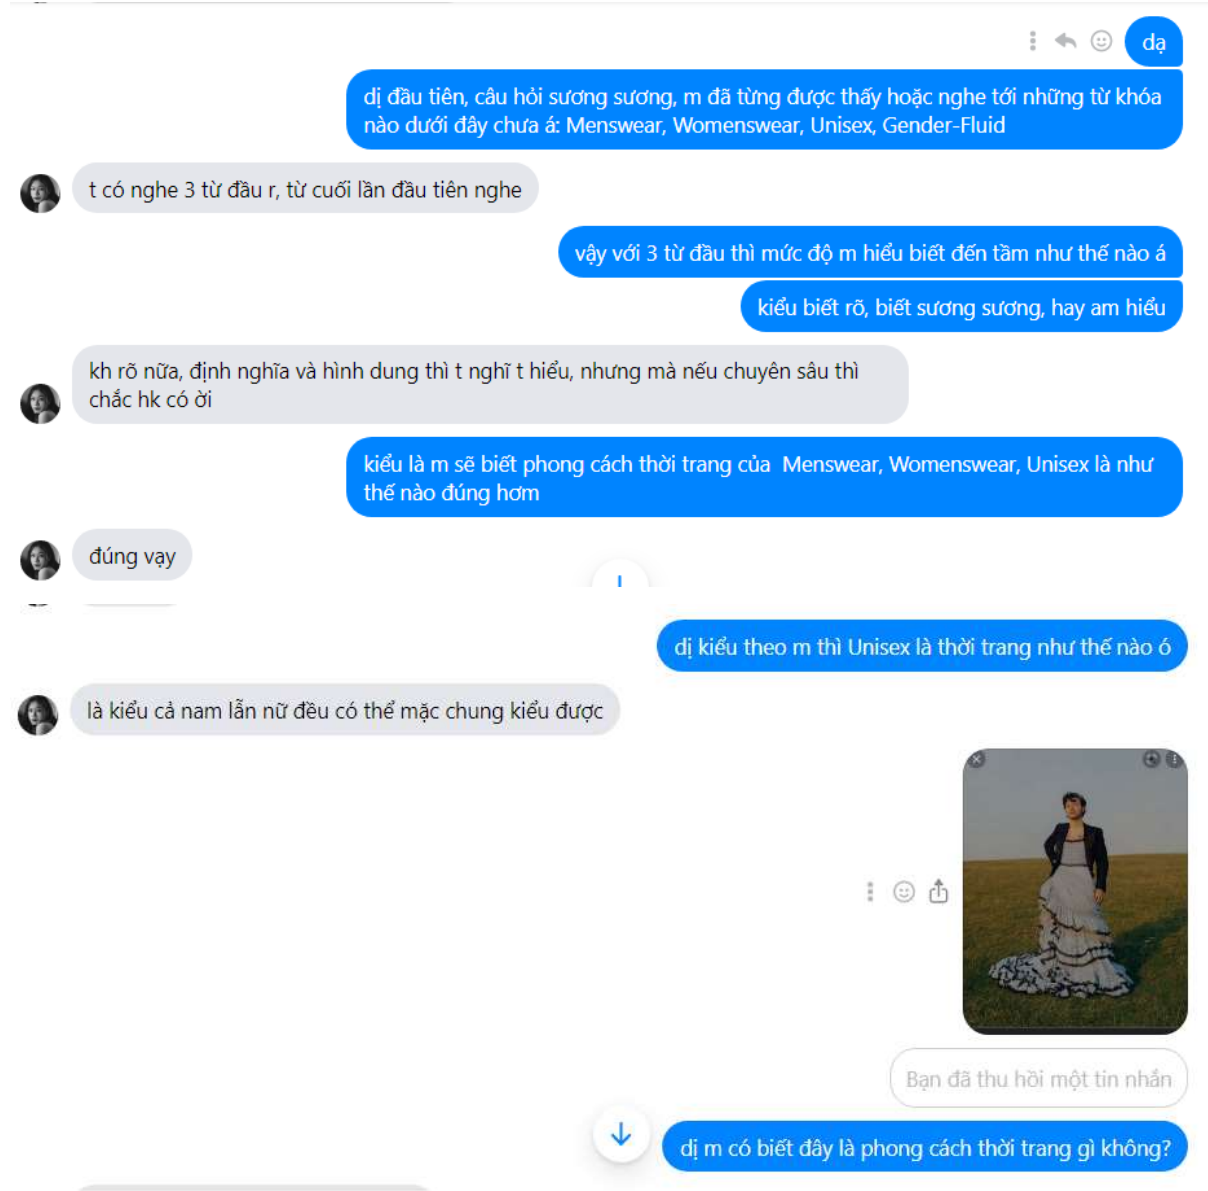 dạ
dị đầu tiên, câu hỏi sương sương, m đã từng được thấy hoặc nghe tới những từ khóa
nào dưới đây chưa á: Menswear, Womenswear, Unisex, Gender-Fluid
t có nghe 3 từ đầu r, từ cuối lần đầu tiên nghe
vậy với 3 từ đầu thì mức độ m hiểu biết đến tầm như thế nào á
kiểu biết rõ, biết sương sương, hay am hiểu
kh rõ nữa, định nghĩa và hình dung thì t nghĩ t hiểu, nhưng mà nếu chuyên sâu thì
chắc hk có ời
kiểu là m sẽ biết phong cách thời trang của  Menswear, Womenswear, Unisex là như
thế nào đúng hơm
đúng vạy
dị kiểu theo m thì Unisex là thời trang như thế nào ó
là kiểu cả nam lẫn nữ đều có thể mặc chung kiểu được
Bạn đã thu hồi một tin nhắn
dị m có biết đây là phong cách thời trang gì không?